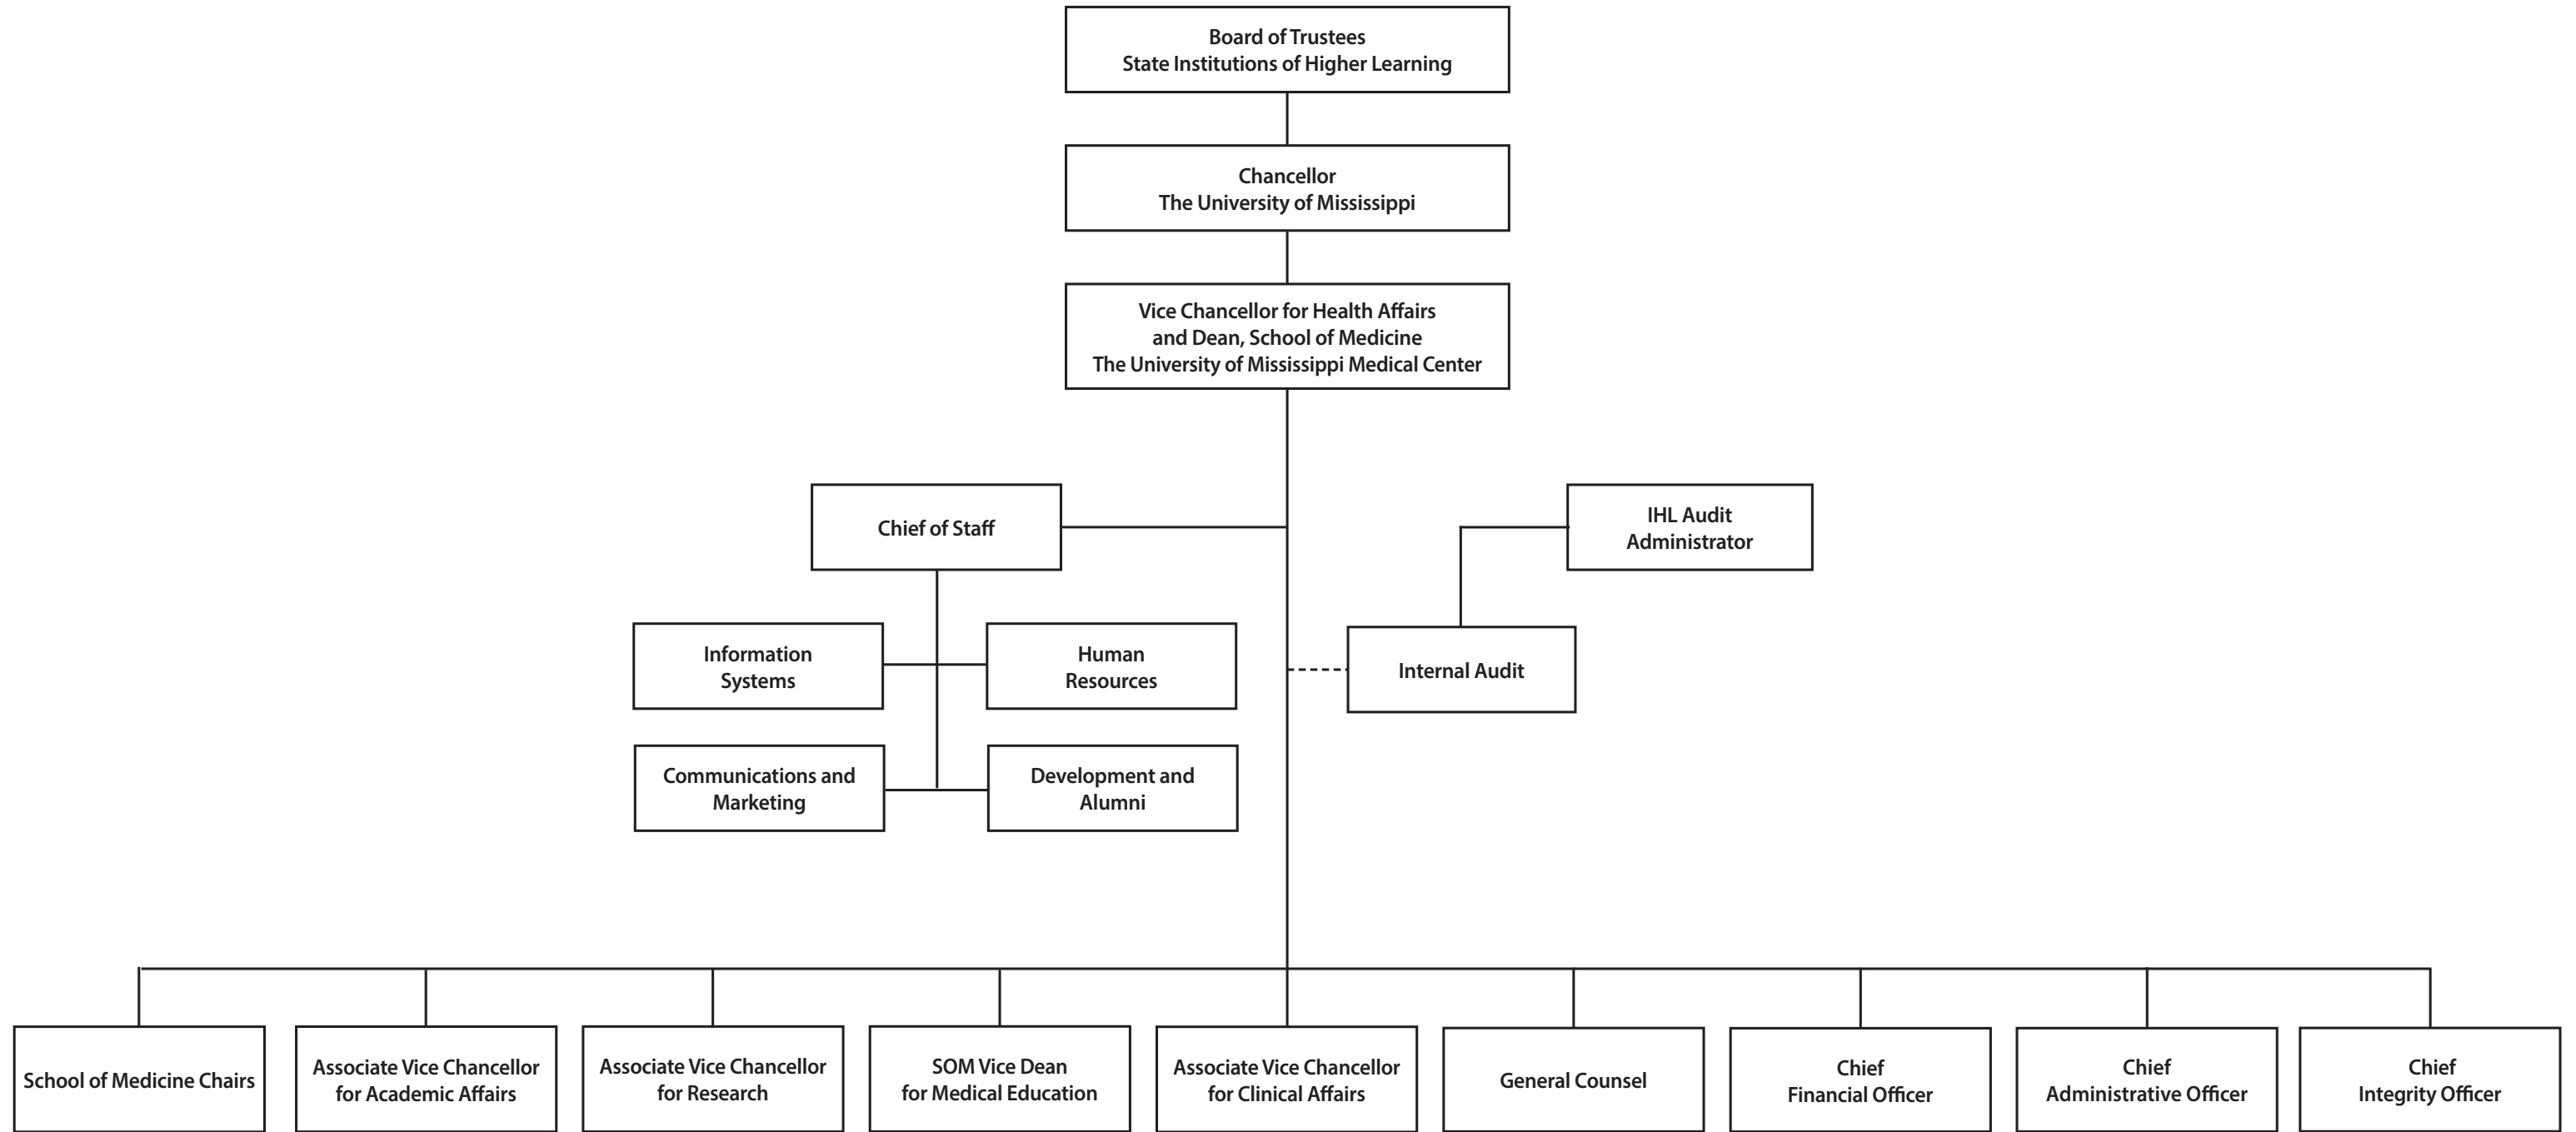 Board of Trustees
State Institutions of Higher Learning
Chancellor
The University of Mississippi
Vice Chancellor for Health Affairs
and Dean, School of Medicine
The University of Mississippi Medical Center
Chief of Staff
IHL Audit
Administrator
Information
Systems
Human
Resources
Internal Audit
Communications and
Marketing
Development and
Alumni
School of Medicine Chairs
Associate Vice Chancellor
for Academic Affairs
Associate Vice Chancellor
for Research
SOM Vice Dean
for Medical Education
Associate Vice Chancellor
for Clinical Affairs
General Counsel
Chief
Financial Officer
Chief
Administrative Officer
Chief
Integrity Officer